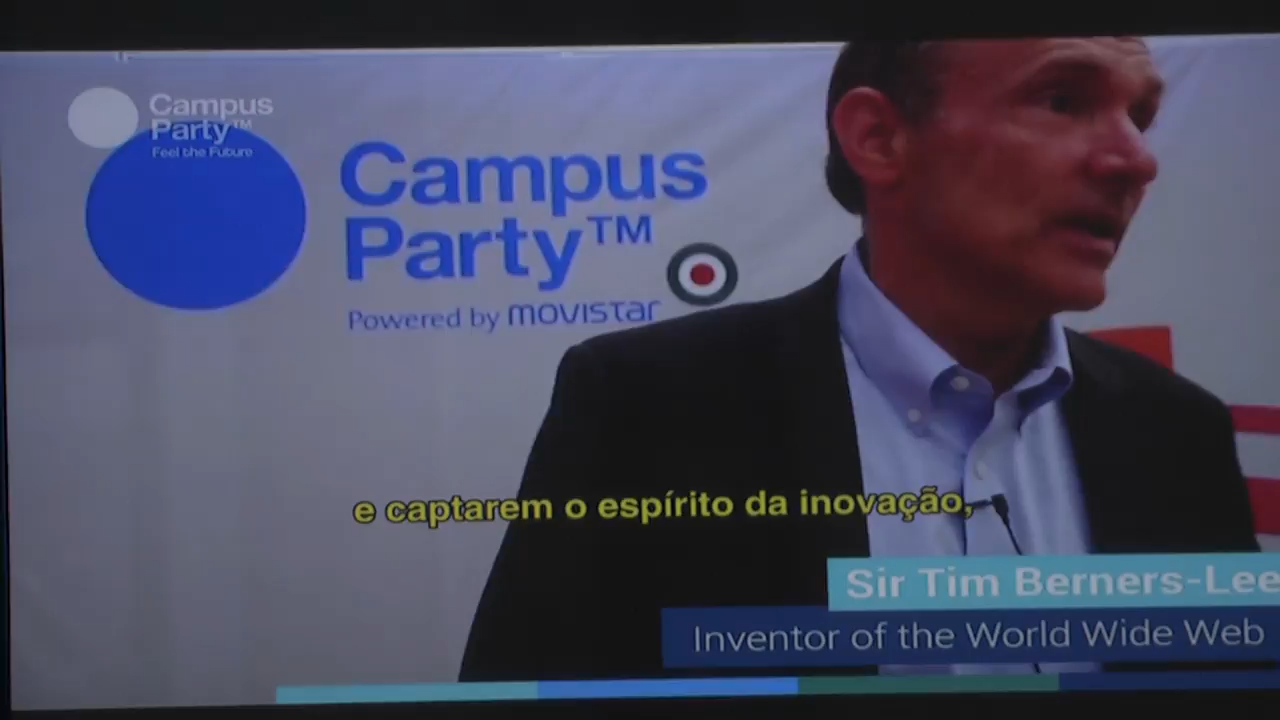 Campus
Party™
Feel the Future
Campus
Party™
Powered by movistar
e captarem o espírito da inovação,
Sir Tim Berners-Lee
Inventor of the World Wide Web